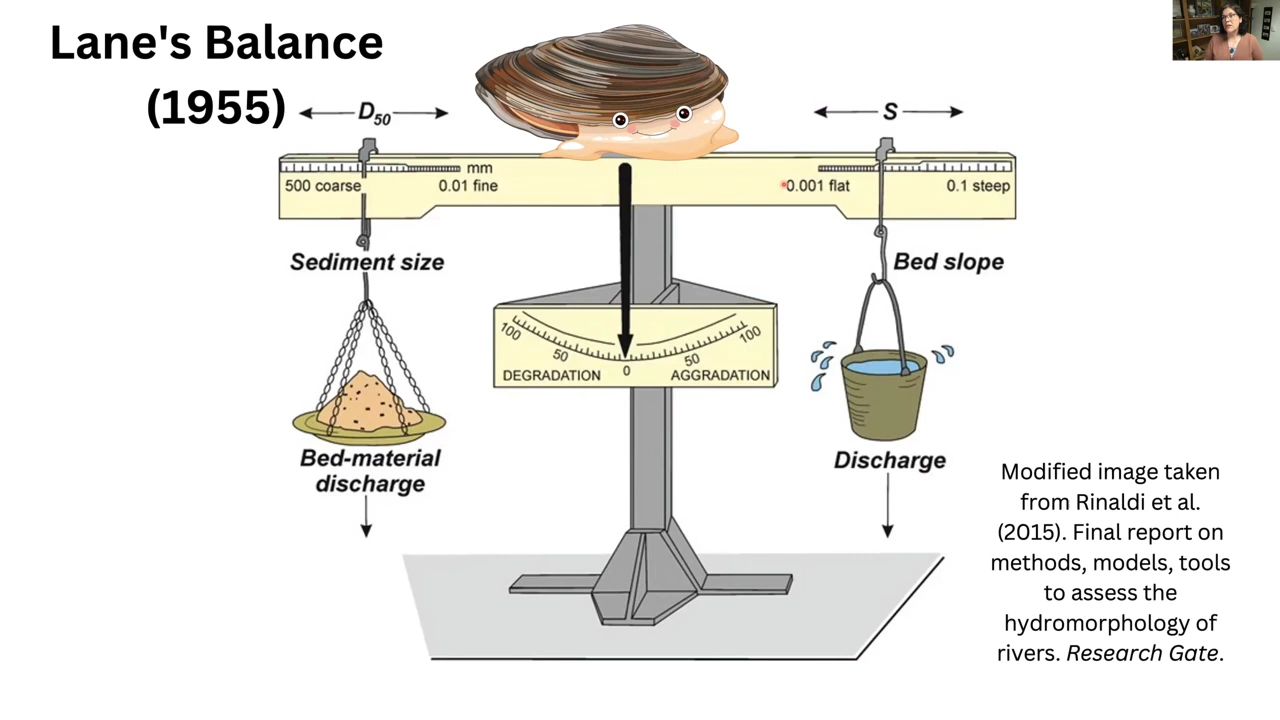 Lane's Balance
(1955)
D50
S
mm
500 coarse
0.01 fine
0.001 flat
0.1 steep
Sediment size
Bed slope
100
50
0
50
100
DEGRADATION
AGGRADATION
Bed-material
discharge
Discharge
Modified image taken
from Rinaldi et al.
(2015). Final report on
methods, models, tools
to assess the
hydromorphology of
rivers. Research Gate.